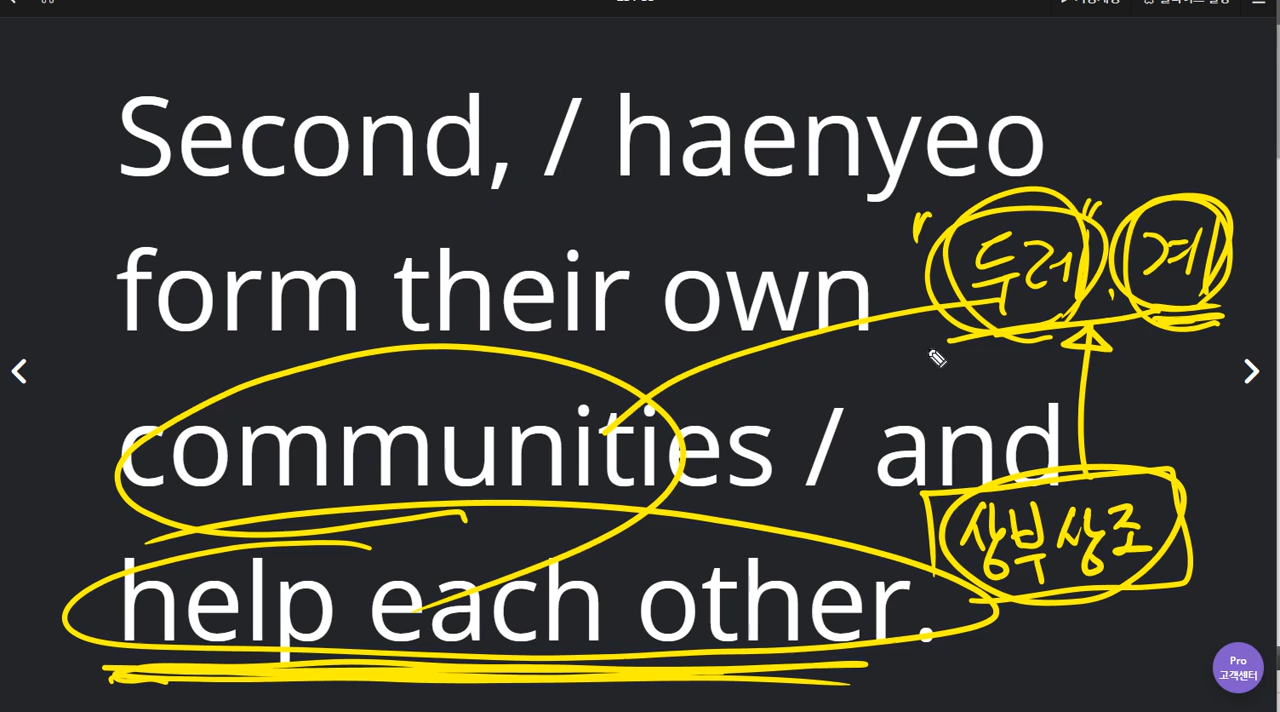 Second, / haenyeo
form their own
"두레", 계
communities / and
상부상조
help each other.
Pro
고객센터